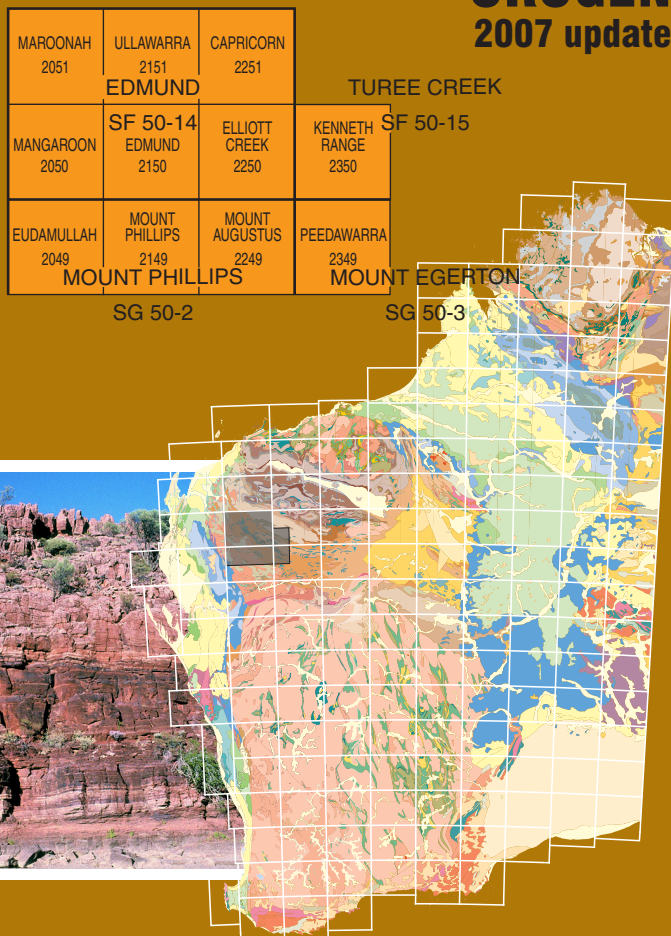 2007 update
MAROONAH
2051
ULLAWARRA
2151
CAPRICORN
2251
EDMUND
SF 50-14
TUREE CREEK
SF 50-15
MANGAROON
2050
EDMUND
2150
ELLIOTT
CREEK
2250
KENNETH
RANGE
2350
EUDAMULLAH
2049
MOUNT
PHILLIPS
2149
MOUNT
AUGUSTUS
2249
PEEDAWARRA
2349
MOUNT PHILLIPS
SG 50-2
MOUNT EGERTON
SG 50-3